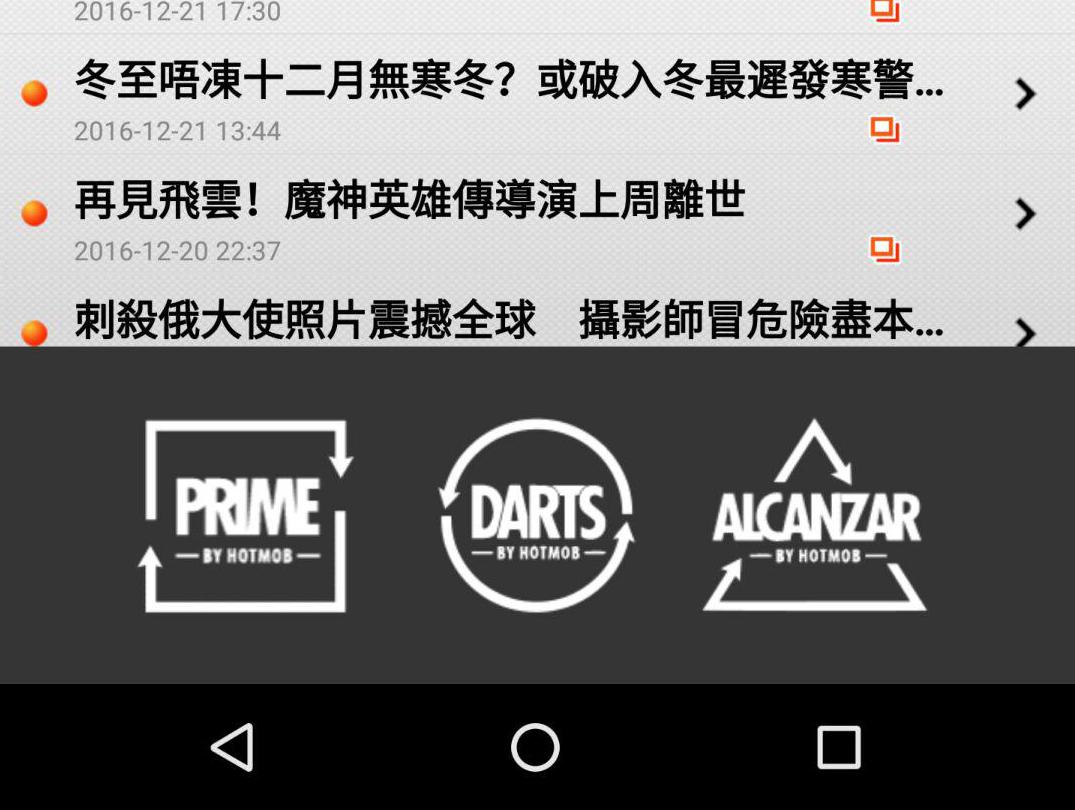 2016-12-21 17:30
冬至唔凍十二月無寒冬？或破入冬最遲發寒警...
2016-12-21 13:44
再見飛雲！魔神英雄傳導演上周離世
2016-12-20 22:37
刺殺俄大使照片震撼全球　攝影師冒危險盡本...
PRIME
BY HOTMOB
DARTS
BY HOTMOB
ALCANZAR
BY HOTMOB